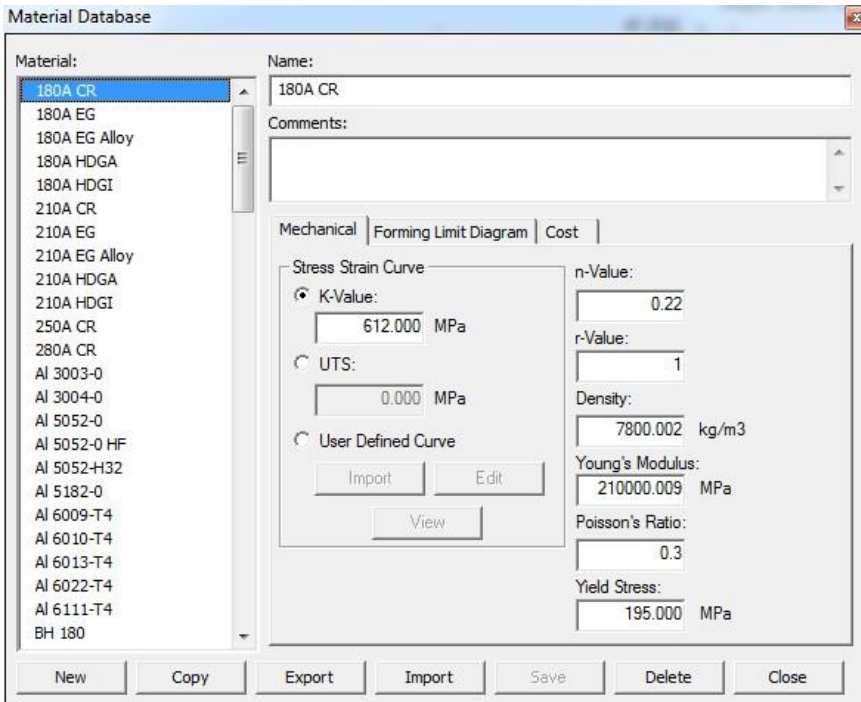 Material Database
Material:
180A CR
180A EG
180A EG Alloy
180A HDGA
180A HDGI
210A CR
210A EG
210A EG Alloy
210A HDGA
210A HDGI
250A CR
280A CR
Al 3003-0
Al 3004-0
Al 5052-0
Al 5052-0 HF
Al 5052-H32
Al 5182-0
Al 6009-T4
Al 6010-T4
Al 6013-T4
Al 6022-T4
Al 6111-T4
BH 180
Name:
180A CR
Comments:
Mechanical Forming Limit Diagram Cost
Stress Strain Curve
K-Value:
612.000 MPa
UTS:
0.000 MPa
User Defined Curve
Import Edit
View
n-Value:
0.22
r-Value:
1
Density:
7800.002 kg/m3
Young's Modulus:
210000.009 MPa
Poisson's Ratio:
0.3
Yield Stress:
195.000 MPa
New Copy Export Import Save Delete Close